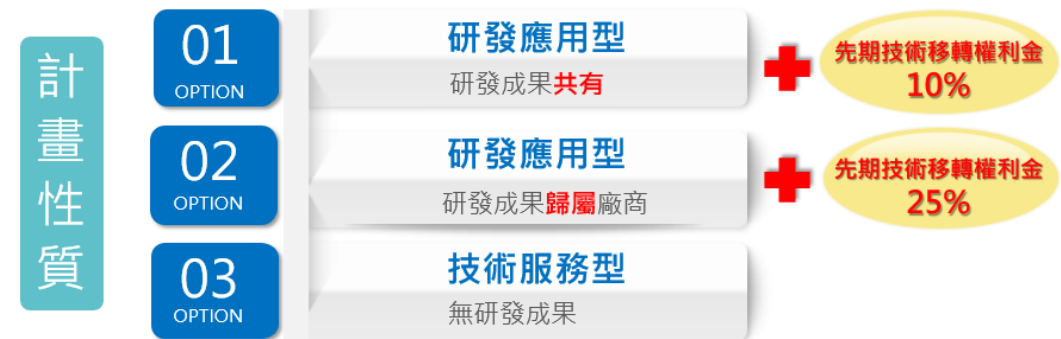 計畫性質
01
OPTION
研發應用型
研發成果共有
先期技術移轉權利金
10%
02
OPTION
研發應用型
研發成果歸屬廠商
先期技術移轉權利金
25%
03
OPTION
技術服務型
無研發成果